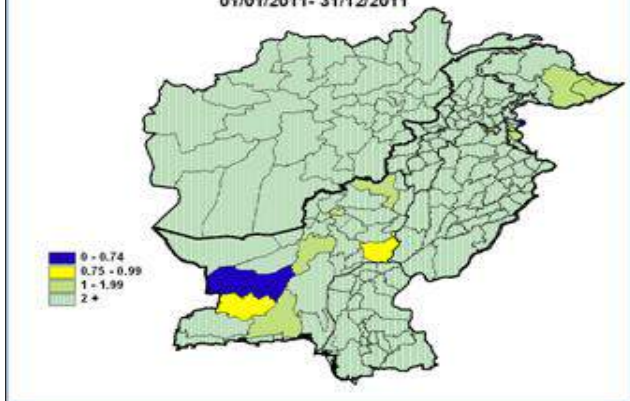 01/01/2011- 31/12/2011
0 - 0.74
0.75 - 0.99
1 - 1.99
2 +